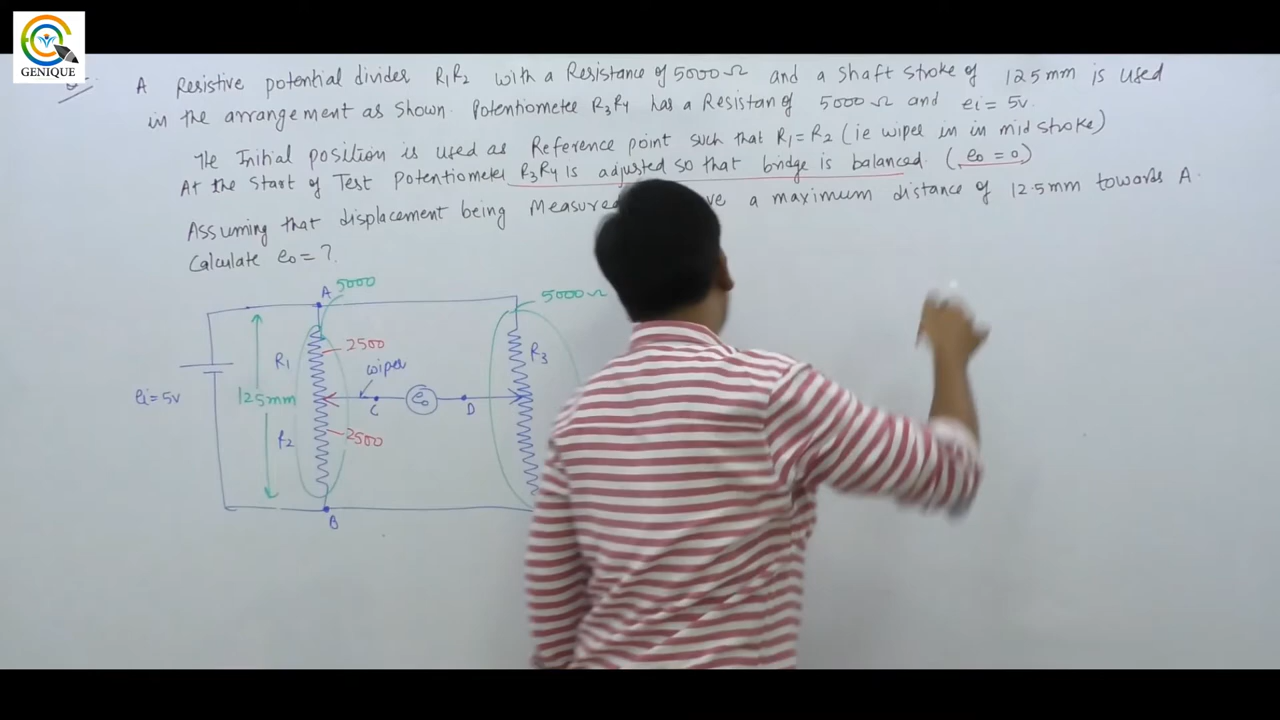 GENIQUE
A Resistive potential divider R1R2 with a Resistance of 5000 Ω and a shaft stroke of 125mm is used
in the arrangement as shown. Potentiometer R3R4 has a Resistan of 5000 Ω and ei = 5v.
The Initial position is used as Reference point such that R1=R2 (ie wiper in in mid stroke)
At the Start of Test Potentiometer R3R4 is adjusted so that bridge is balanced. (e0 = 0)
Assuming that displacement being Measured a maximum distance of 12.5mm towards A.
Calculate e0 = ?
A
5000
5000 Ω
R1
2500
wiper
R3
ei = 5v
125mm
C
e0
D
R2
2500
B